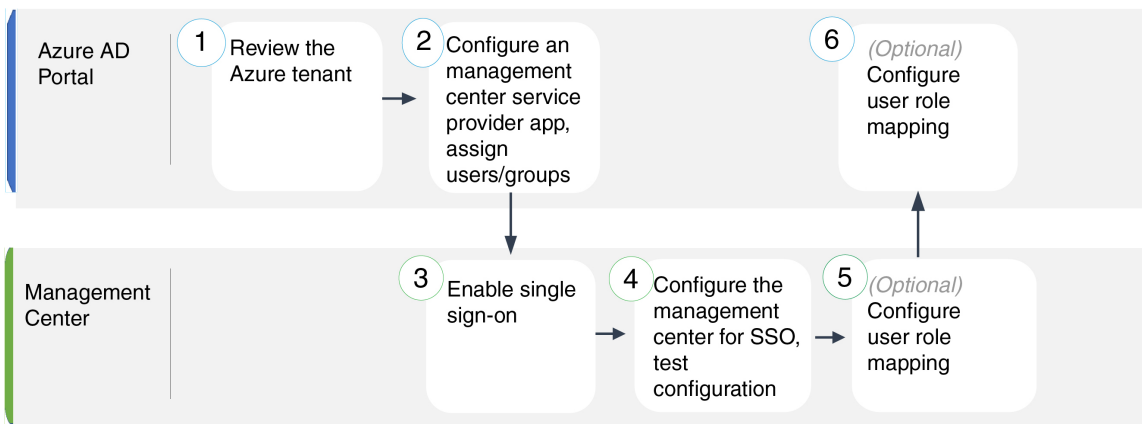 Azure AD
Portal
1
Review the
Azure tenant
2
Configure an
management
center service
provider app,
assign
users/groups
6
(Optional)
Configure
user role
mapping
Management
Center
3
Enable single
sign-on
4
Configure the
management
center for SSO,
test
configuration
5
(Optional)
Configure
user role
mapping